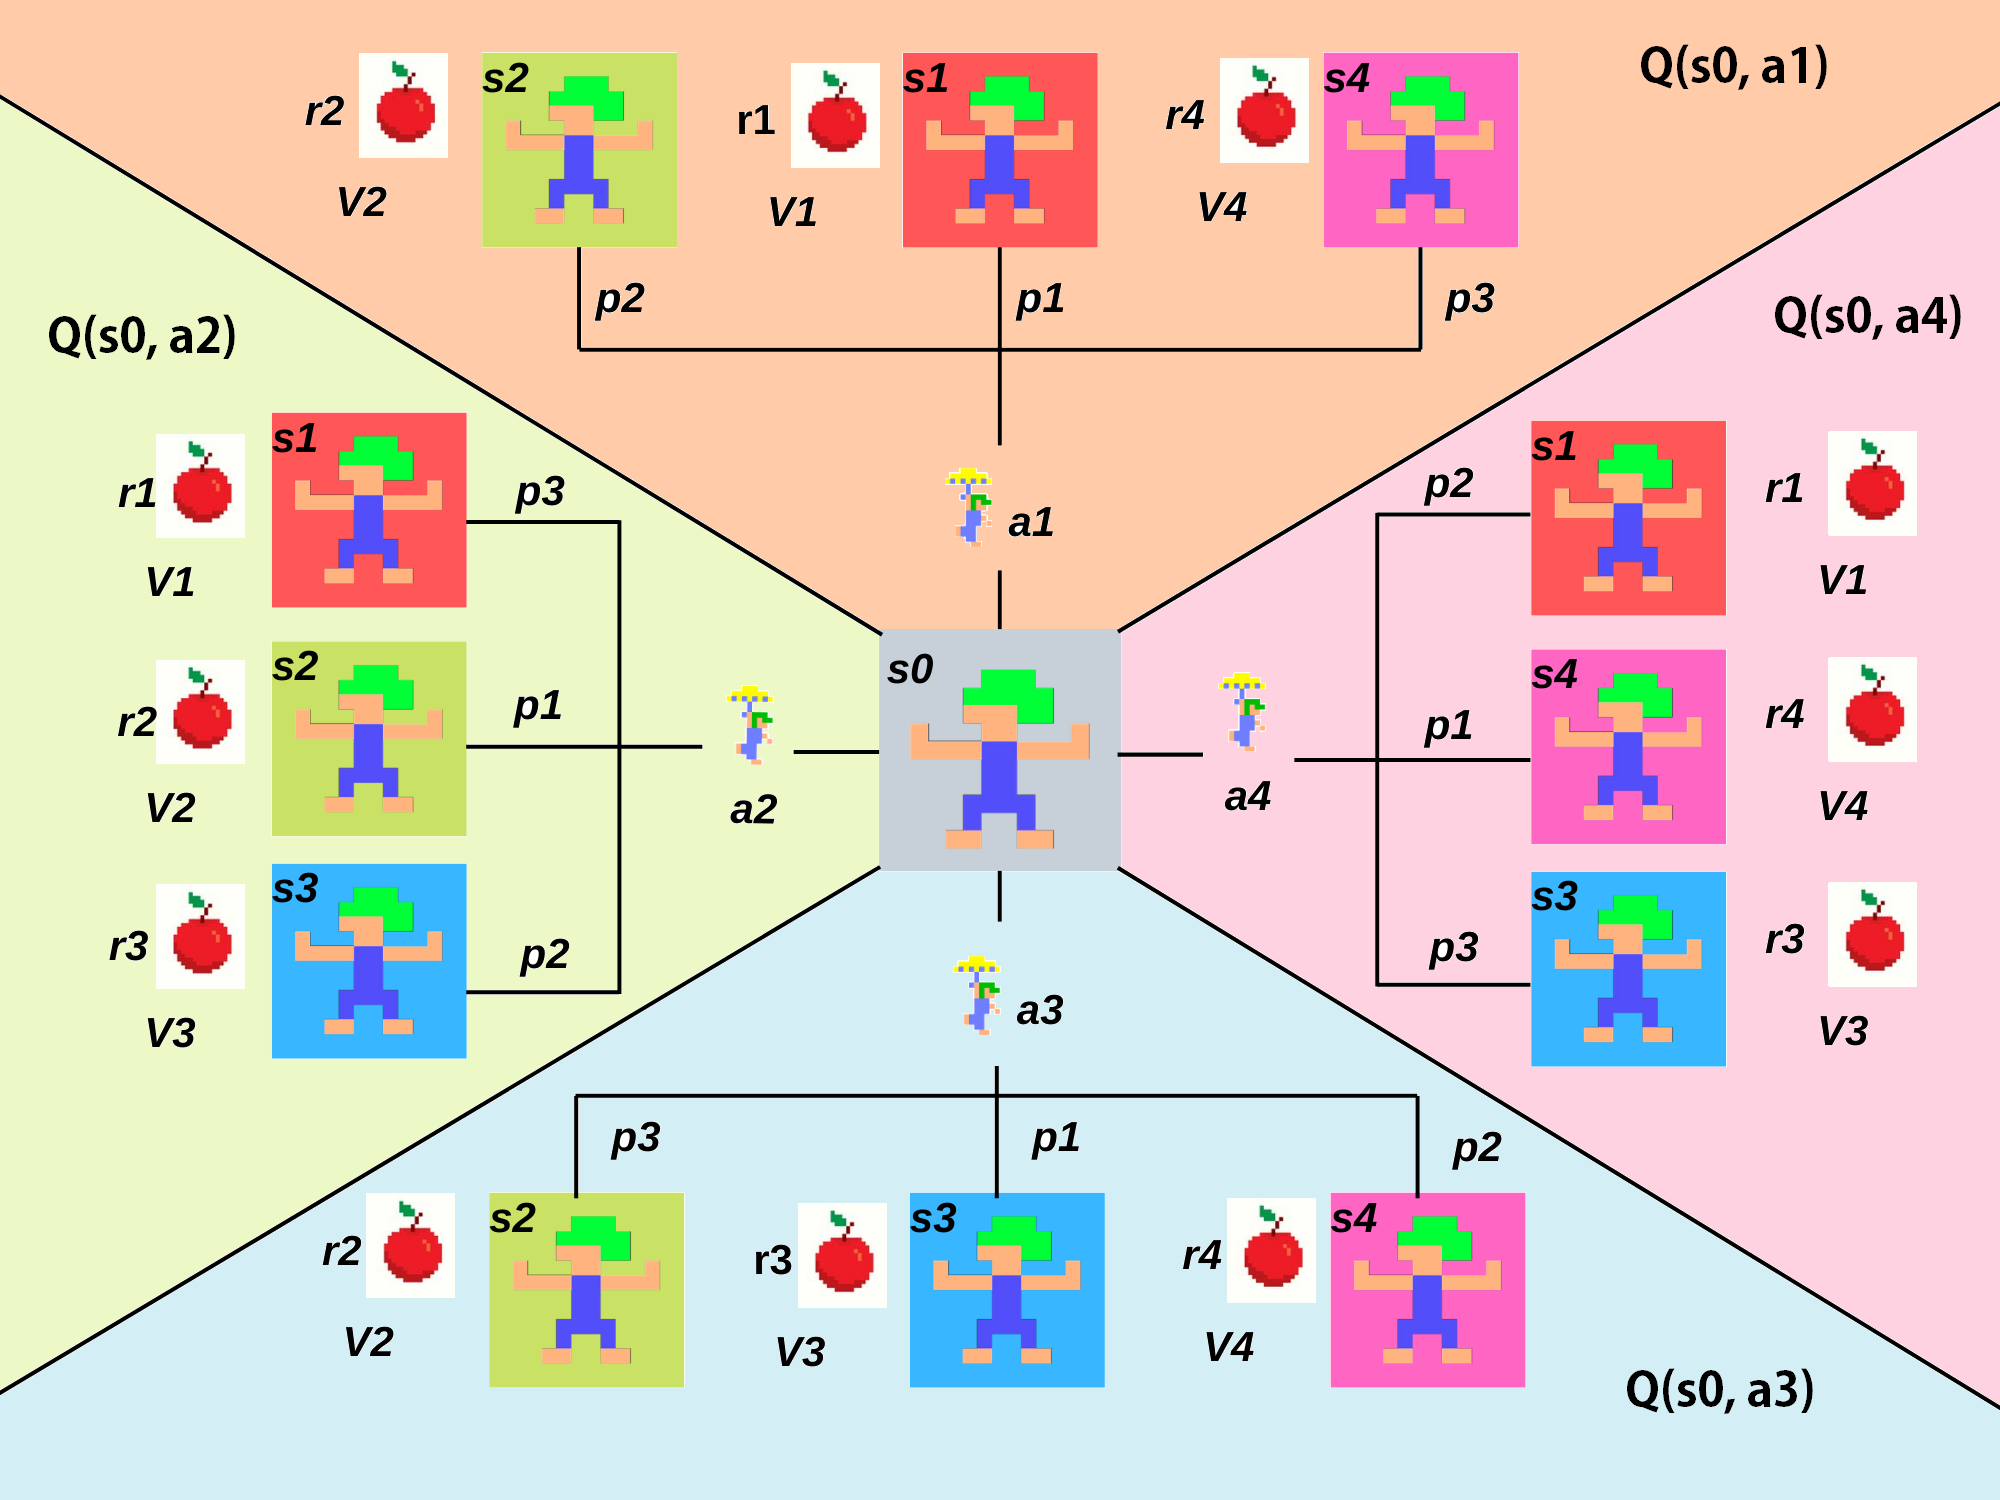 Q(s0, a1)
s2
r2
V2
p2
s1
r1
V1
p1
s4
r4
V4
p3
a1
Q(s0, a2)
s1
r1
V1
p3
s2
r2
V2
p1
s3
r3
V3
p2
a2
s0
Q(s0, a4)
a4
p2
s1
r1
V1
p1
s4
r4
V4
p3
s3
r3
V3
a3
p3
s2
r2
V2
p1
s3
r3
V3
p2
s4
r4
V4
Q(s0, a3)